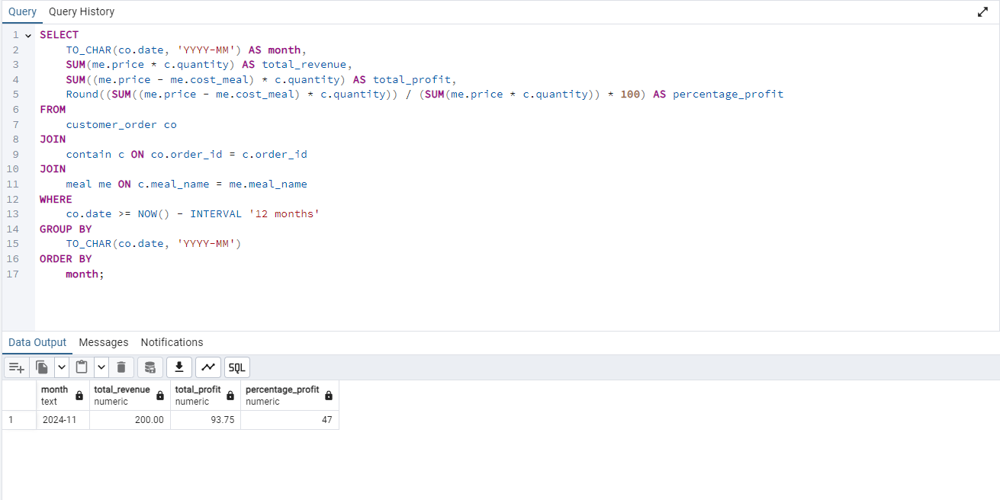 Query Query History
1 SELECT
2 TO_CHAR(co.date, 'YYYY-MM') AS month,
3 SUM(me.price * c.quantity) AS total_revenue,
4 SUM((me.price - me.cost_meal) * c.quantity) AS total_profit,
5 Round((SUM((me.price - me.cost_meal) * c.quantity)) / (SUM(me.price * c.quantity)) * 100) AS percentage_profit
6 FROM
7 customer_order co
8 JOIN
9 contain c ON co.order_id = c.order_id
10 JOIN
11 meal me ON c.meal_name = me.meal_name
12 WHERE
13 co.date >= NOW() - INTERVAL '12 months'
14 GROUP BY
15 TO_CHAR(co.date, 'YYYY-MM')
16 ORDER BY
17 month;
Data Output Messages Notifications
SQL
month total_revenue total_profit percentage_profit
text numeric numeric numeric
1 2024-11 200.00 93.75 47